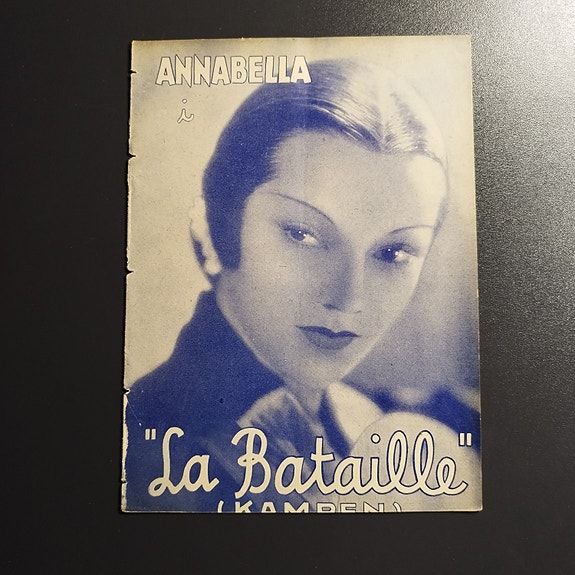 ANNABELLA
i
"La Bataille"
(KAMPEN)